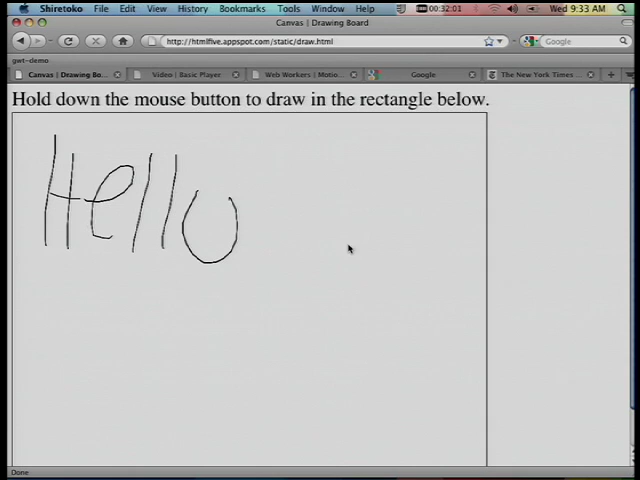 Shiretoko File Edit View History Bookmarks Tools Window Help 00:32:01 Wed 9:33 AM
Canvas | Drawing Board
http://htmlfive.appspot.com/static/draw.html Google
gwt-demo
Canvas | Drawing Bo... Video | Basic Player Web Workers | Motio... Google The New York Times ...
Hold down the mouse button to draw in the rectangle below.
Hello
Done